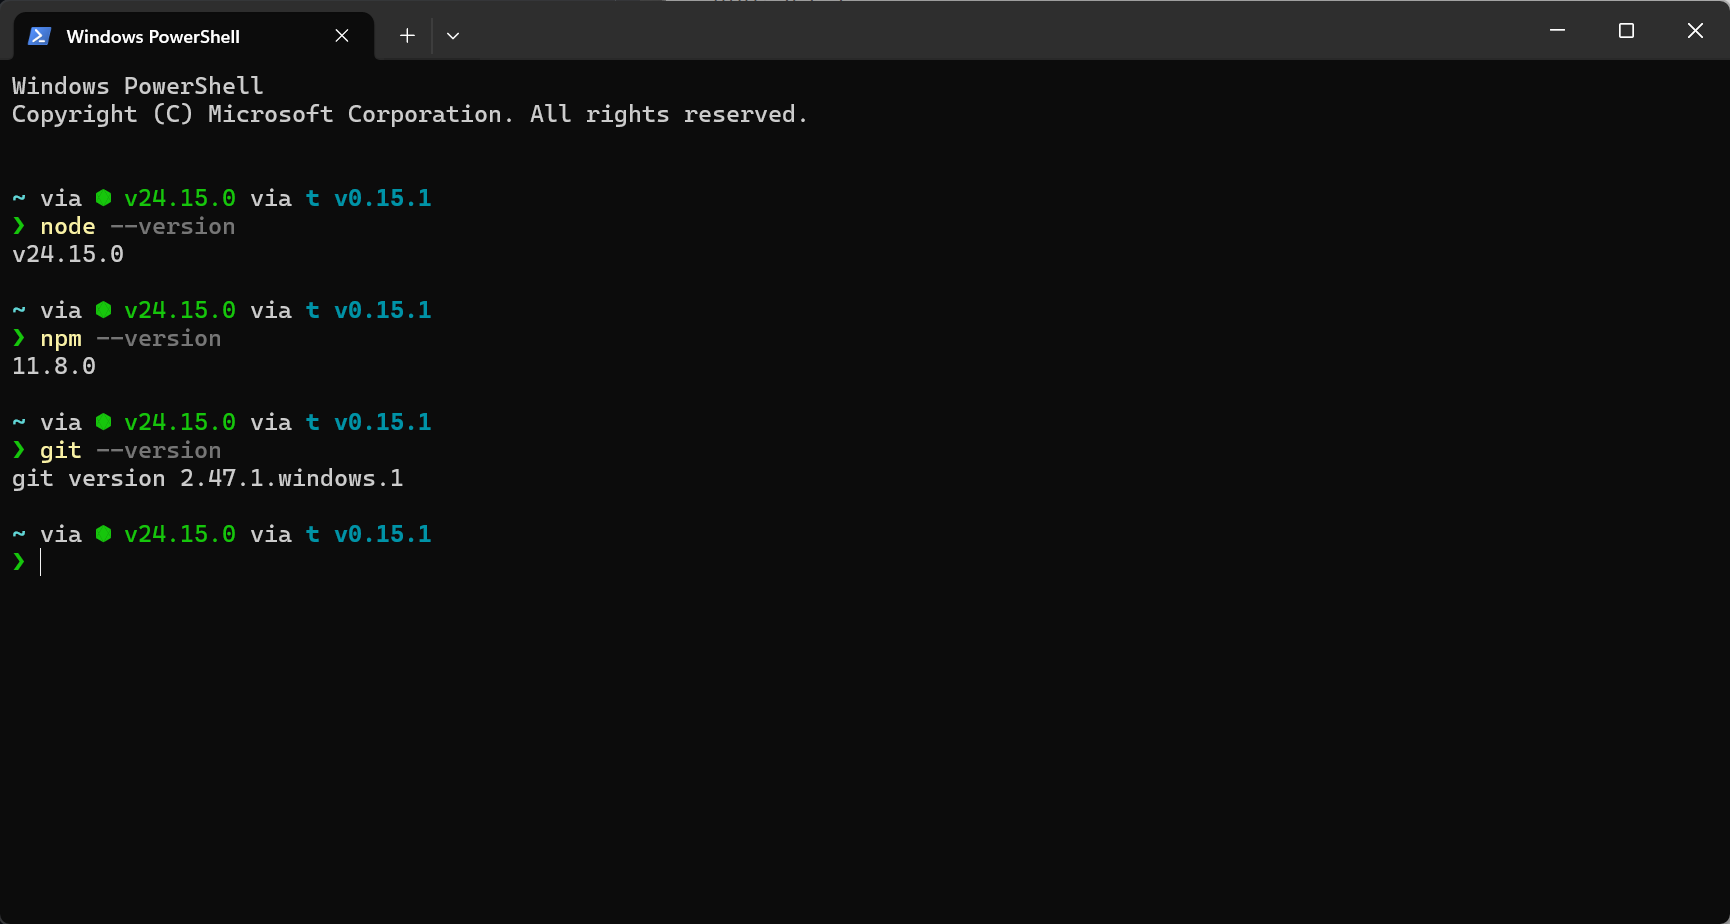 Windows PowerShell
Windows PowerShell
Copyright (C) Microsoft Corporation. All rights reserved.
~ via ⬢ v24.15.0 via t v0.15.1
❯ node --version
v24.15.0
~ via ⬢ v24.15.0 via t v0.15.1
❯ npm --version
11.8.0
~ via ⬢ v24.15.0 via t v0.15.1
❯ git --version
git version 2.47.1.windows.1
~ via ⬢ v24.15.0 via t v0.15.1
❯